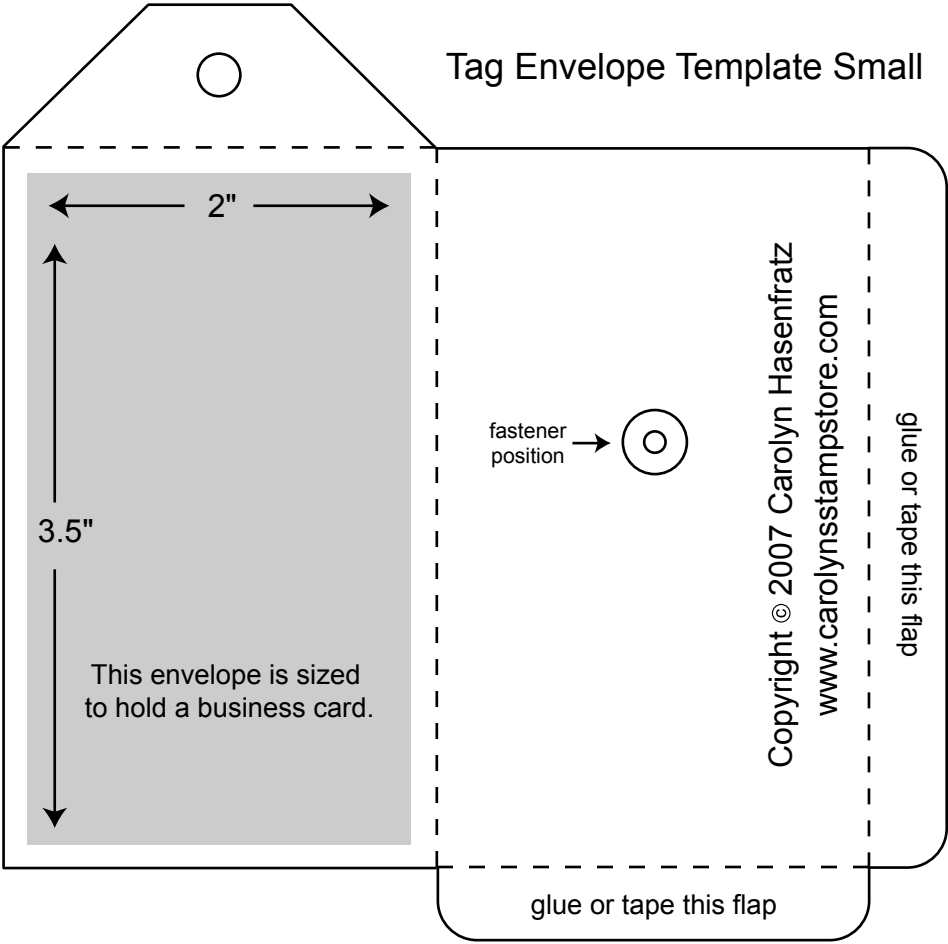 Tag Envelope Template Small
2"
3.5"
This envelope is sized
to hold a business card.
fastener
position
Copyright © 2007 Carolyn Hasenfratz
www.carolynsstampstore.com
glue or tape this flap
glue or tape this flap